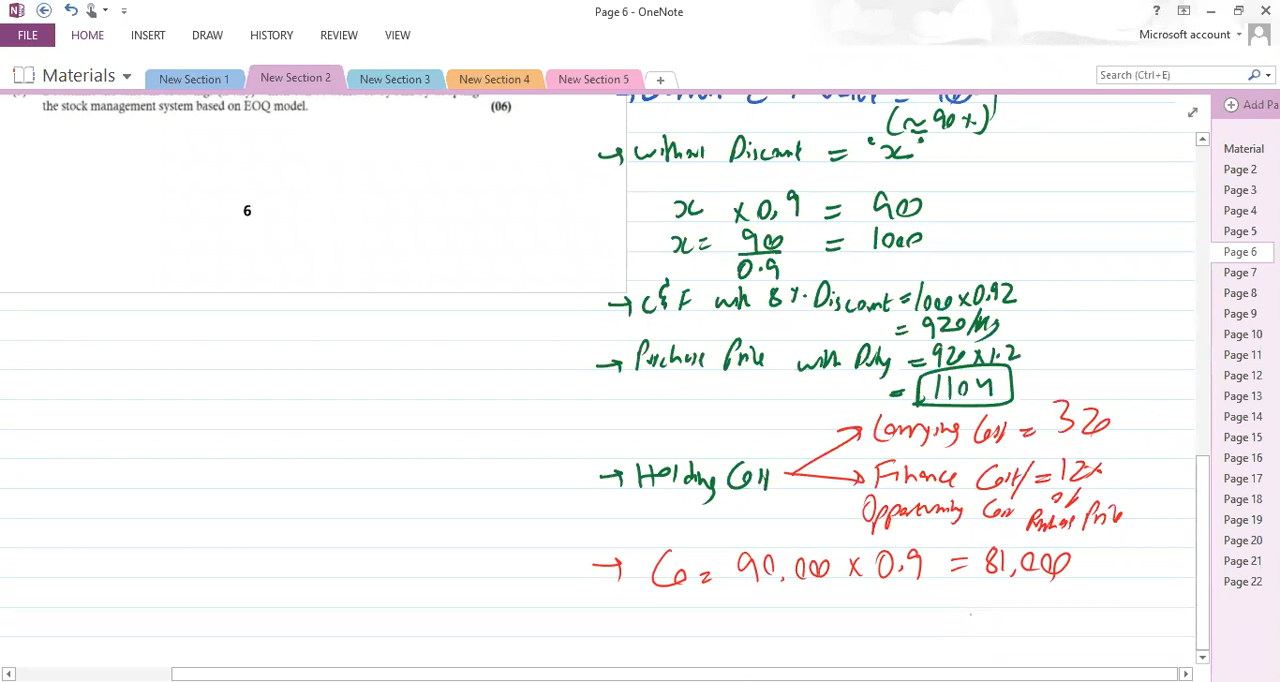 Page 6 - OneNote
FILE HOME INSERT DRAW HISTORY REVIEW VIEW
Microsoft account
Materials New Section 1 New Section 2 New Section 3 New Section 4 New Section 5
Search (Ctrl+E)
Add Pa
the stock management system based on EOQ model. (06)
6
(≃ 90%)
→ without Discount = 'x'
x × 0.9 = 900
x = 900 = 1000
0.9
→ C&F with 8%. Discount = 1000 × 0.92
= 920
→ Purchase Price with Duty = 920 × 1.2
= 1104
Carrying Cost = 320
→ Holding Cost
Finance Cost/ = 12%
Opportunity Cost of
Purchase Price
→ Co = 90,000 × 0.9 = 81,000
Material
Page 2
Page 3
Page 4
Page 5
Page 6
Page 7
Page 8
Page 9
Page 10
Page 11
Page 12
Page 13
Page 14
Page 15
Page 16
Page 17
Page 18
Page 19
Page 20
Page 21
Page 22